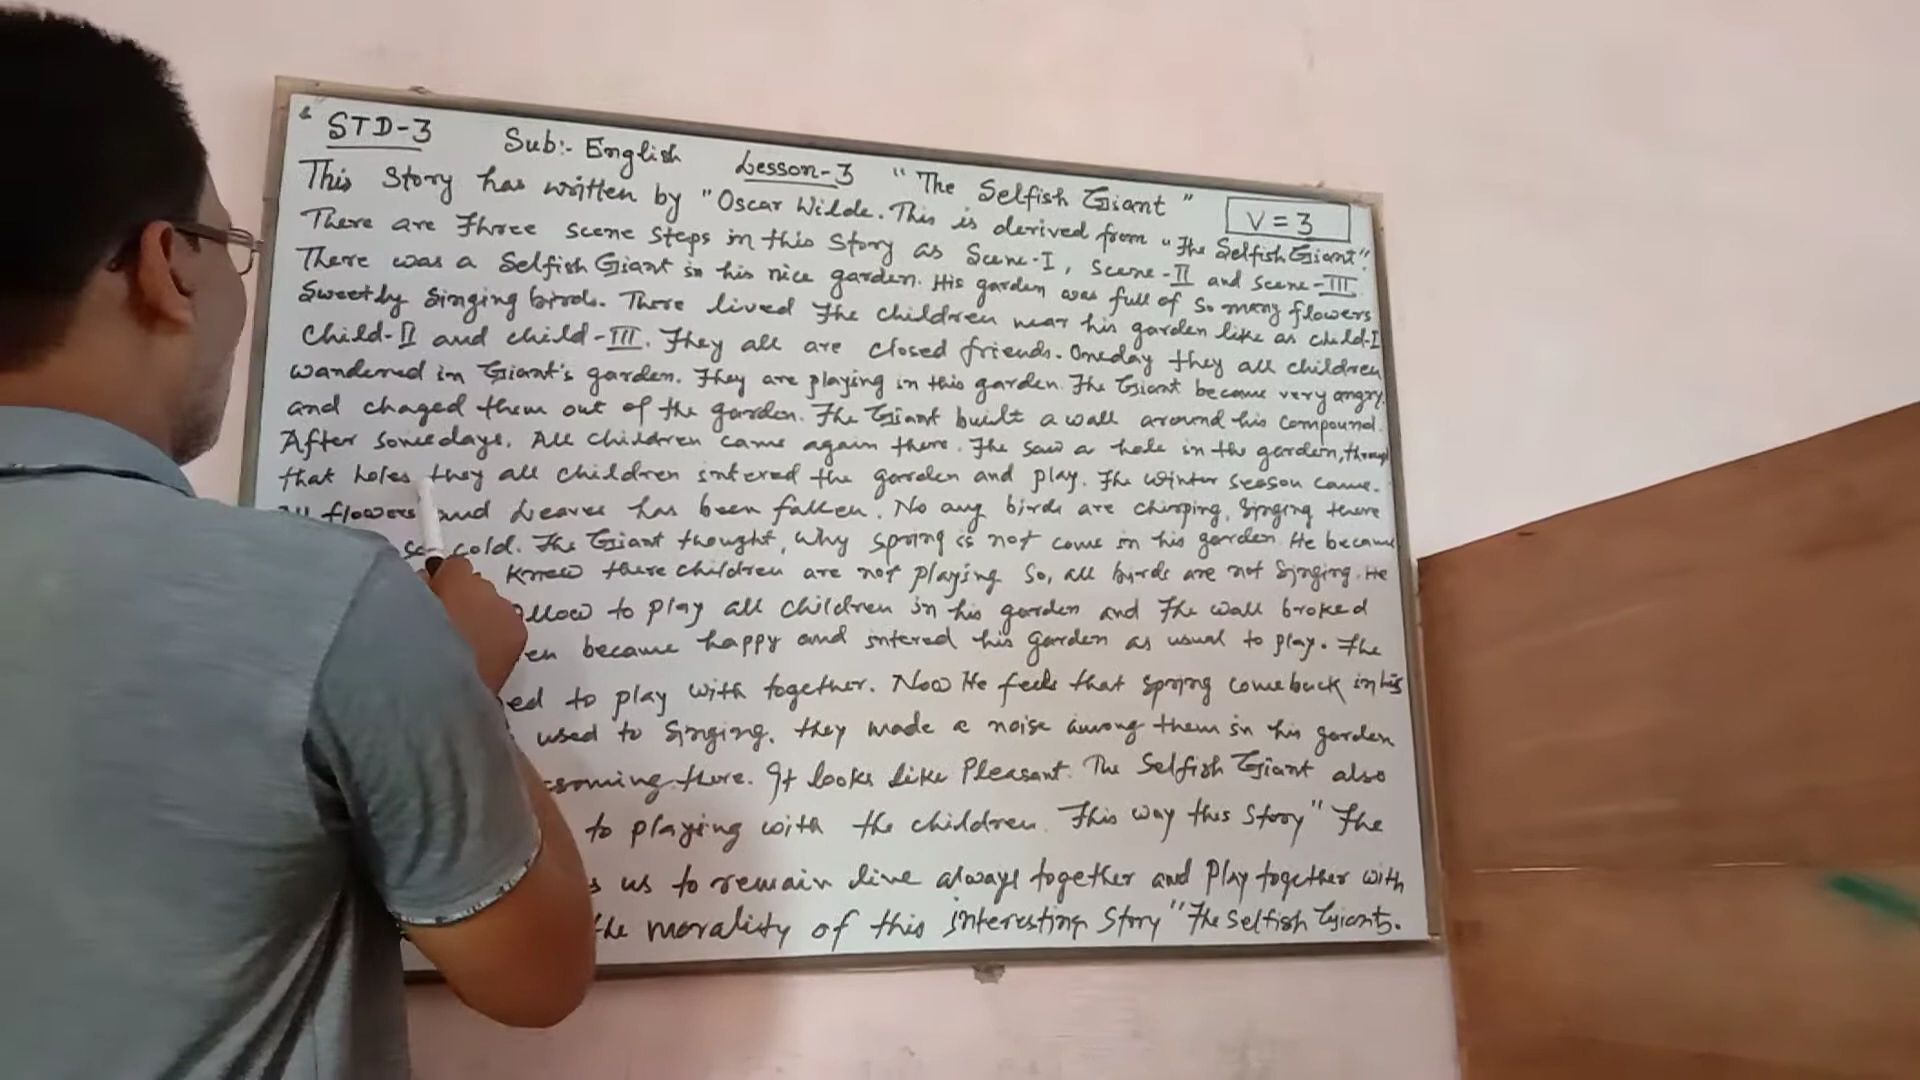 STD-3 Sub:- English Lesson-3 "The Selfish Giant"
V = 3
This Story has written by "Oscar Wilde. This is derived from "The Selfish Giant".
There are three scene steps in this story as Scene-I, Scene-II and Scene-III.
There was a Selfish Giant in his nice garden. His garden was full of so many flowers
Sweetly singing birds. There lived the children near his garden like as child-I
Child-II and child-III. They all are closed friends. Oneday they all children
wandered in Giant's garden. They are playing in this garden. The Giant became very angry.
and chaged them out of the garden. The Giant built a wall around his compound.
After somedays. All children came again there. The saw a hole in the garden, through
that holes they all children intered the garden and play. The winter season came.
flowers and Leaves has been fallen. No any birds are chirping, singing there
so cold. The Giant thought, why spring is not come in his garden. He became
knew there children are not playing so, all birds are not singing. He
allow to play all children in his garden and the wall broked
became happy and intered his garden as usual to play. The
to play with together. Now He feels that spring comeback in his
used to singing. they made a noise among them in his garden
there. It looks like Pleasant. The Selfish Giant also
to playing with the children. This way this story "The
us to remain live always together and play together with
the morality of this interesting story "The Selfish Giants.